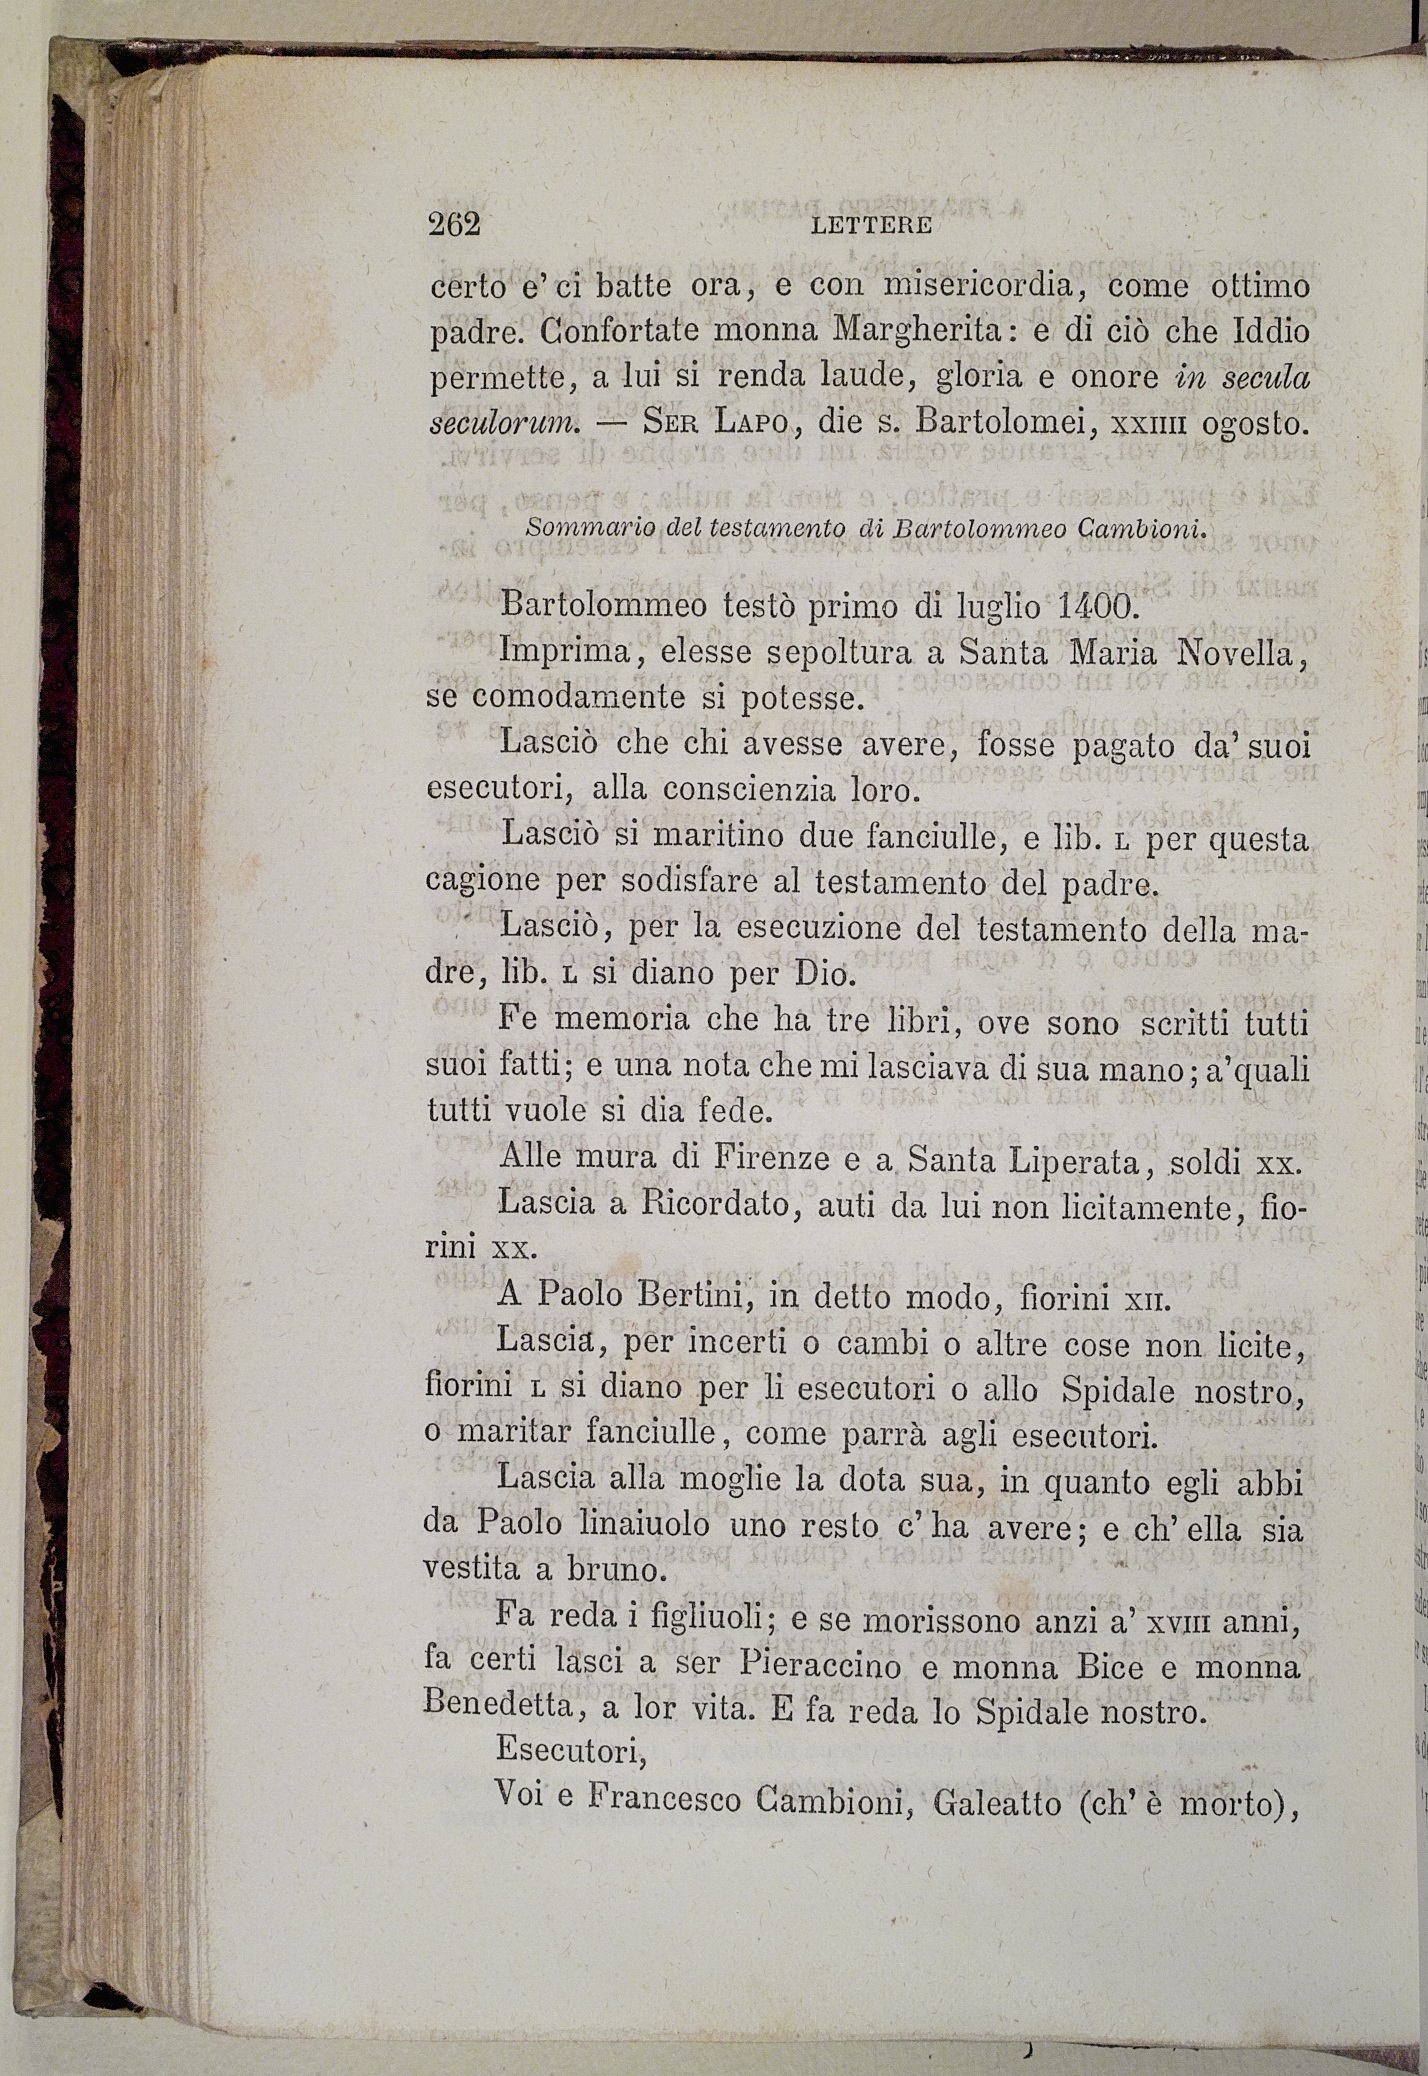 262 LETTERE
certo e' ci batte ora, e con misericordia, come ottimo
padre. Confortate monna Margherita: e di ciò che Iddio
permette, a lui si renda laude, gloria e onore in secula
seculorum. — SER LAPO, die s. Bartolomei, XXIIII ogosto.
Sommario del testamento di Bartolommeo Cambioni.
Bartolommeo testò primo di luglio 1400.
Imprima, elesse sepoltura a Santa Maria Novella,
se comodamente si potesse.
Lasciò che chi avesse avere, fosse pagato da' suoi
esecutori, alla conscienzia loro.
Lasciò si maritino due fanciulle, e lib. L per questa
cagione per sodisfare al testamento del padre.
Lasciò, per la esecuzione del testamento della ma-
dre, lib. L si diano per Dio.
Fe memoria che ha tre libri, ove sono scritti tutti
suoi fatti; e una nota che mi lasciava di sua mano; a' quali
tutti vuole si dia fede.
Alle mura di Firenze e a Santa Liperata, soldi XX.
Lascia a Ricordato, auti da lui non licitamente, fio-
rini XX.
A Paolo Bertini, in detto modo, fiorini XII.
Lascia, per incerti o cambi o altre cose non licite,
fiorini L si diano per li esecutori o allo Spidale nostro,
o maritar fanciulle, come parrà agli esecutori.
Lascia alla moglie la dota sua, in quanto egli abbi
da Paolo linaiuolo uno resto c' ha avere; e ch' ella sia
vestita a bruno.
Fa reda i figliuoli; e se morissono anzi a' XVIII anni,
fa certi lasci a ser Pieraccino e monna Bice e monna
Benedetta, a lor vita. E fa reda lo Spidale nostro.
Esecutori,
Voi e Francesco Cambioni, Galeatto (ch' è morto),